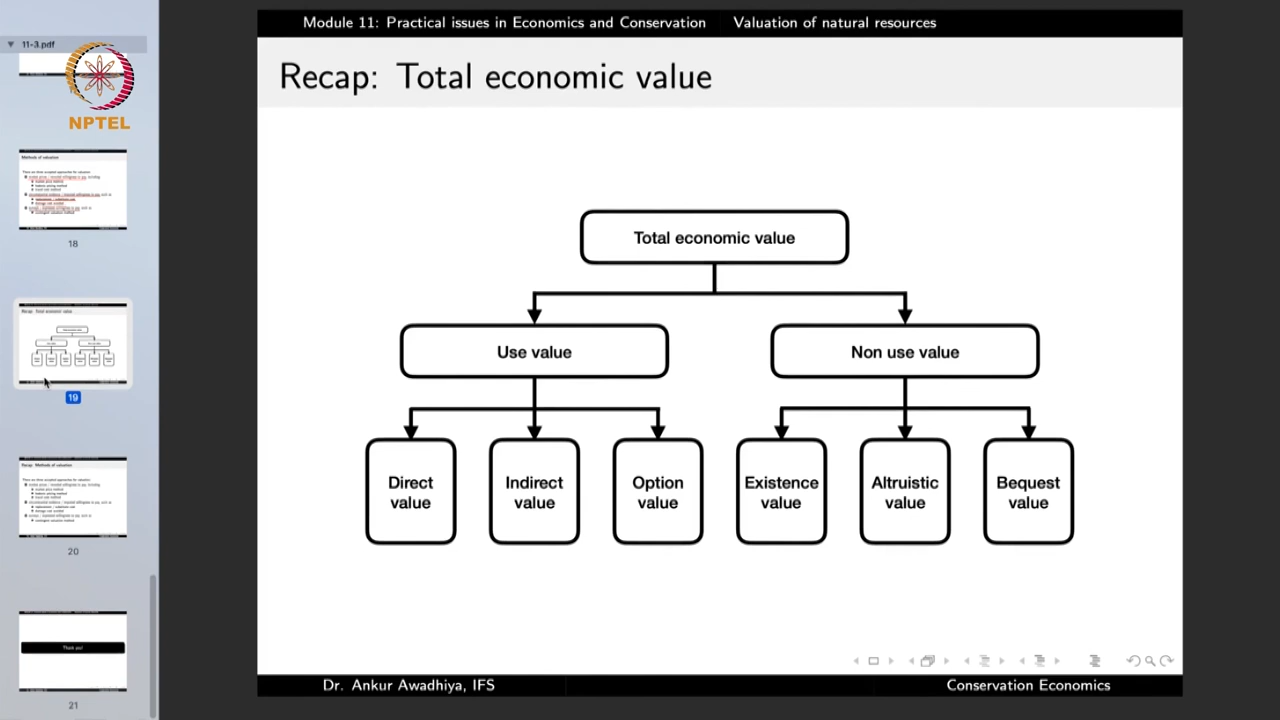 Module 11: Practical issues in Economics and Conservation Valuation of natural resources
11-3.pdf
NPTEL
Recap: Total economic value
Total economic value
Use value
Non use value
Direct value
Indirect value
Option value
Existence value
Altruistic value
Bequest value
Methods of valuation
18
Recap: Total economic value
19
Recap: Methods of valuation
20
Thank you!
21
Dr. Ankur Awadhiya, IFS
Conservation Economics